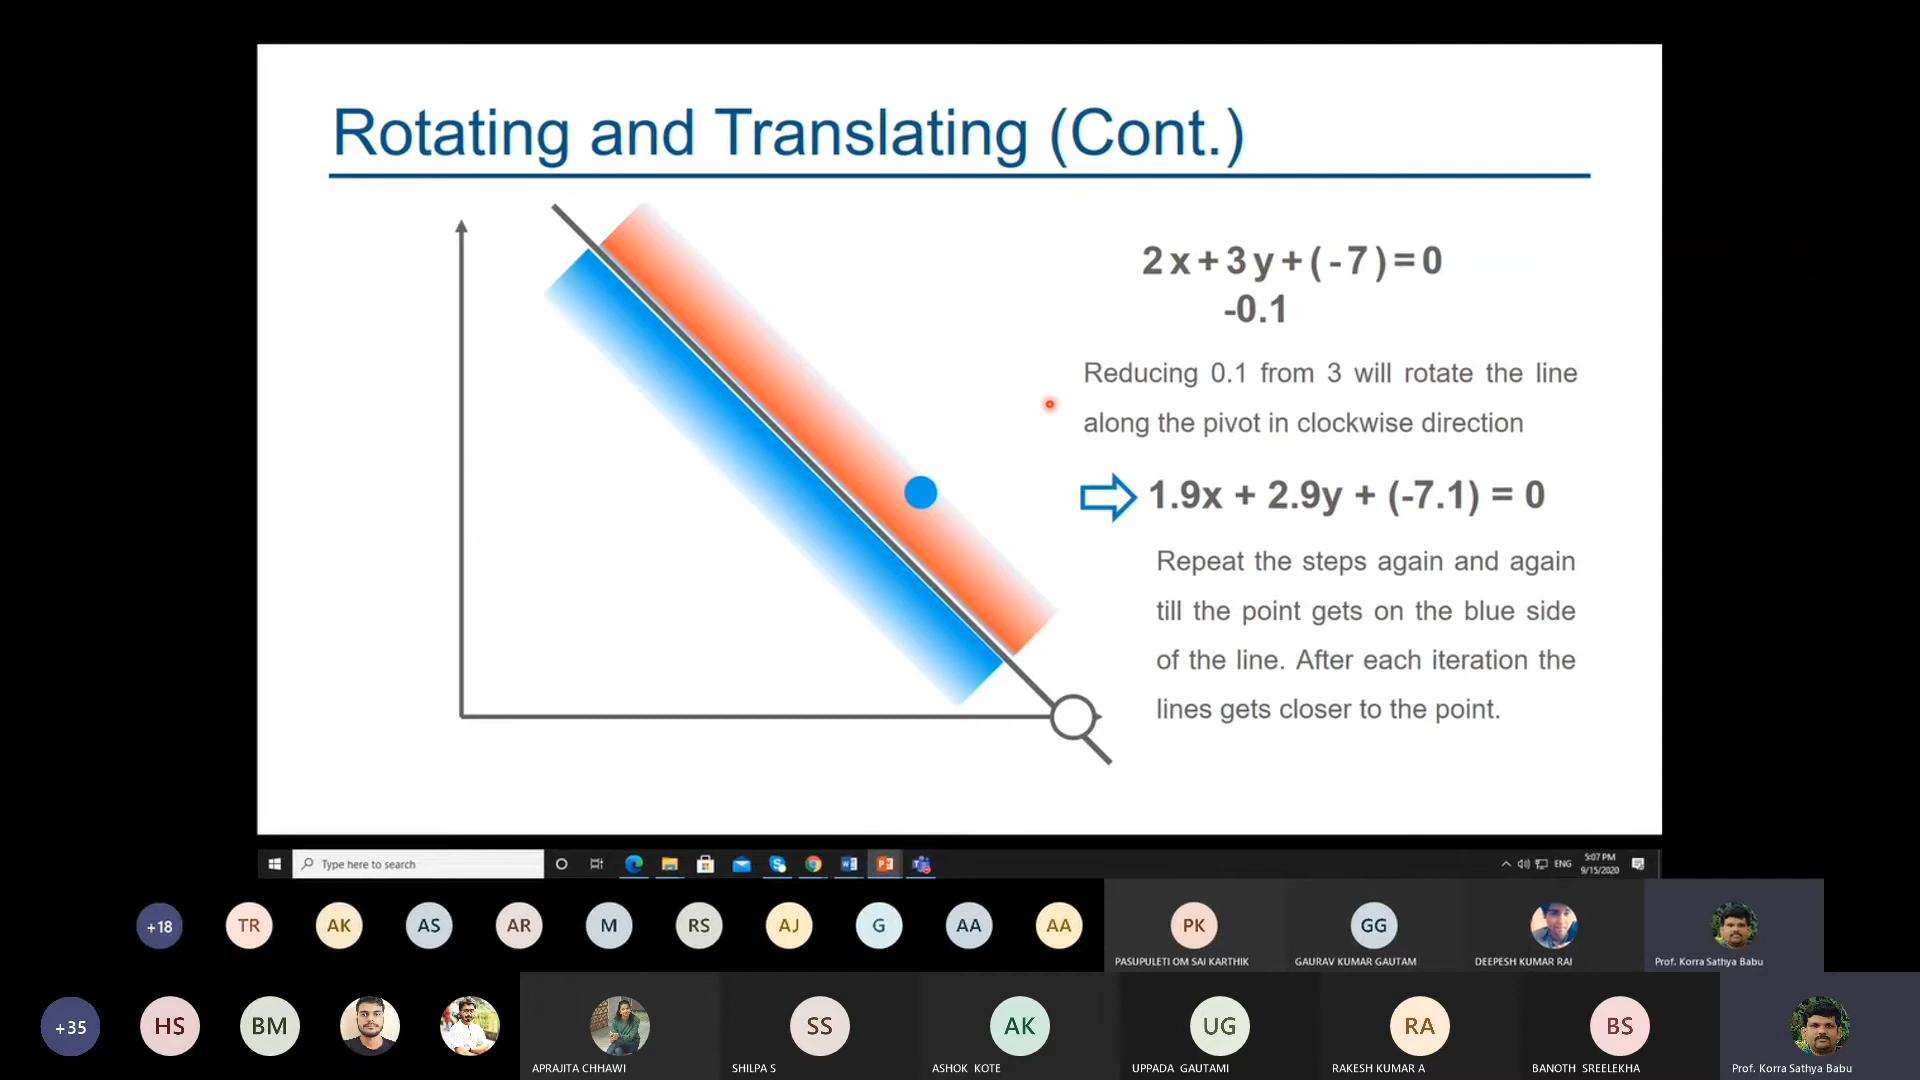 Rotating and Translating (Cont.)
2x+3y+(-7)=0
-0.1
Reducing 0.1 from 3 will rotate the line
along the pivot in clockwise direction
1.9x + 2.9y + (-7.1) = 0
Repeat the steps again and again
till the point gets on the blue side
of the line. After each iteration the
lines gets closer to the point.
Type here to search
ENG
5:07 PM
9/15/2020
+18
TR
AK
AS
AR
M
RS
AJ
G
AA
AA
PK
GG
PASUPULETI OM SAI KARTHIK
GAURAV KUMAR GAUTAM
DEEPESH KUMAR RAI
Prof. Korra Sathya Babu
+35
HS
BM
SS
AK
UG
RA
BS
APRAJITA CHHAWI
SHILPA S
ASHOK KOTE
UPPADA GAUTAMI
RAKESH KUMAR A
BANOTH SREELEKHA
Prof. Korra Sathya Babu